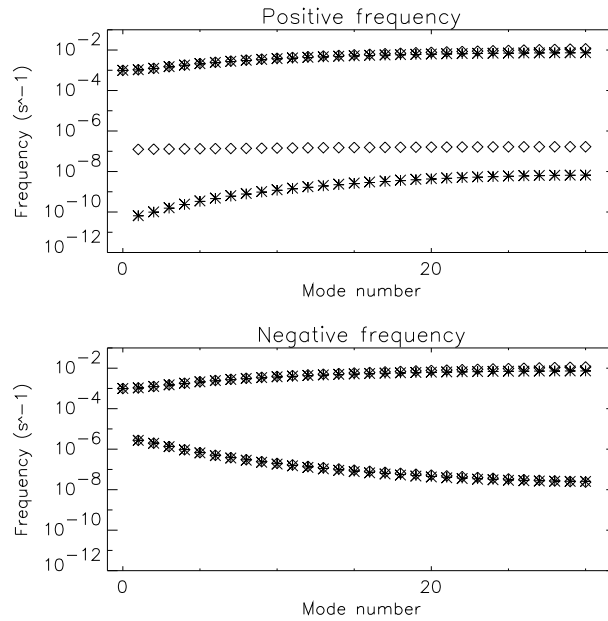 Positive frequency
Frequency (s^-1)
10^-2
10^-4
10^-6
10^-8
10^-10
10^-12
0 20
Mode number
Negative frequency
Frequency (s^-1)
10^-2
10^-4
10^-6
10^-8
10^-10
10^-12
0 20
Mode number